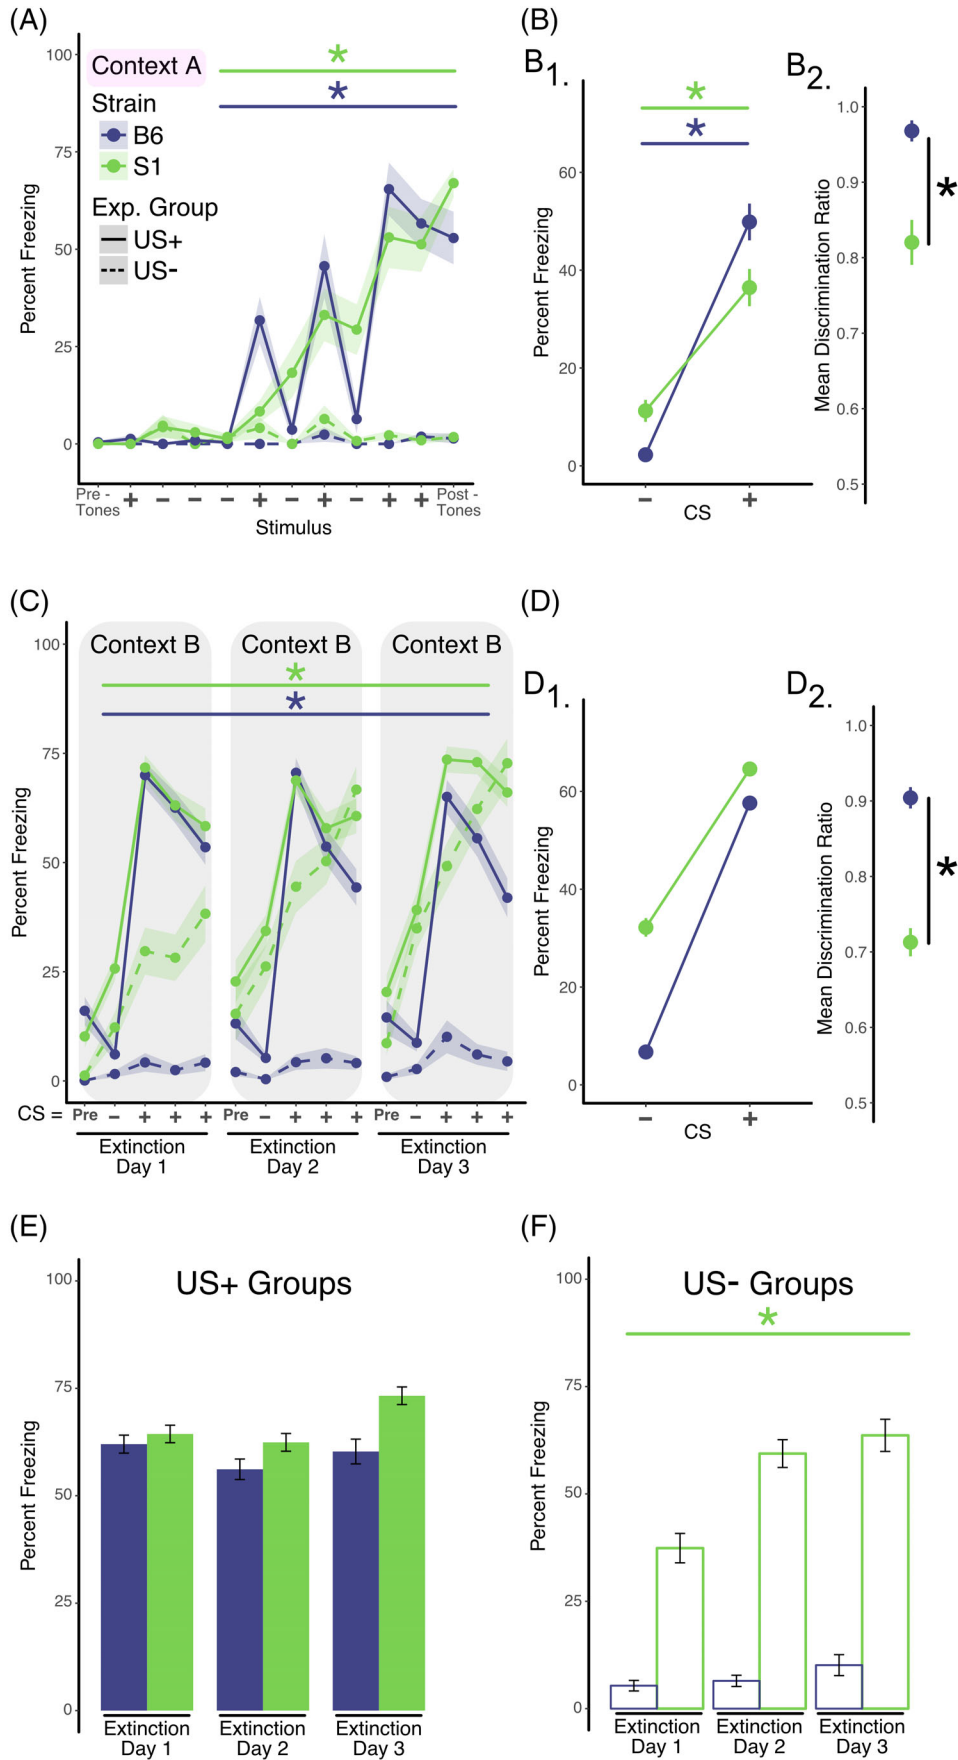 (A)
Context A
*
*
Strain
B6
S1
Exp. Group
US+
US-
100
75
50
25
0
Percent Freezing
Pre -
Tones
+ − − − + − + − + +
Post -
Tones
Stimulus
(B)
B1.
*
*
60
40
20
0
Percent Freezing
− +
CS
B2.
1.0
0.9
0.8
0.7
0.6
0.5
Mean Discrimination Ratio
*
(C)
Context B Context B Context B
*
*
100
75
50
25
0
Percent Freezing
CS = Pre − + + + Pre − + + + Pre − + + +
Extinction Extinction Extinction
Day 1 Day 2 Day 3
(D)
D1.
60
40
20
0
Percent Freezing
− +
CS
D2.
1.0
0.9
0.8
0.7
0.6
0.5
Mean Discrimination Ratio
*
(E)
US+ Groups
100
75
50
25
0
Percent Freezing
Extinction Extinction Extinction
Day 1 Day 2 Day 3
(F)
US- Groups
*
100
75
50
25
0
Percent Freezing
Extinction Extinction Extinction
Day 1 Day 2 Day 3